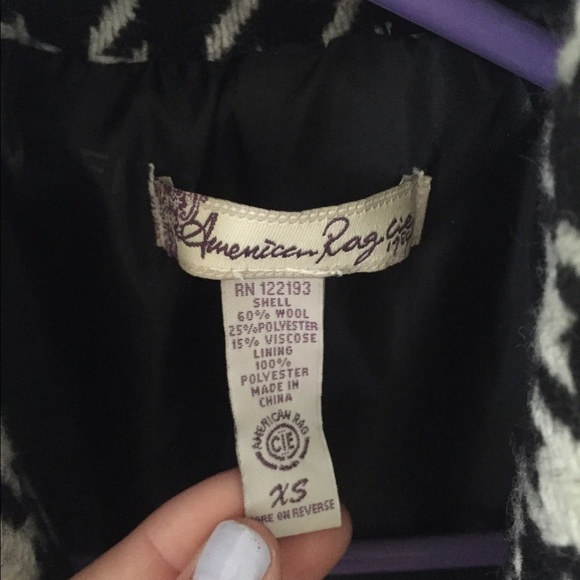 American Rag Cie
RN 122193
SHELL
60% WOOL
25%POLYESTER
15% VISCOSE
LINING
100%
POLYESTER
MADE IN
CHINA
AMERICAN RAG
CIE
XS
ON REVERSE